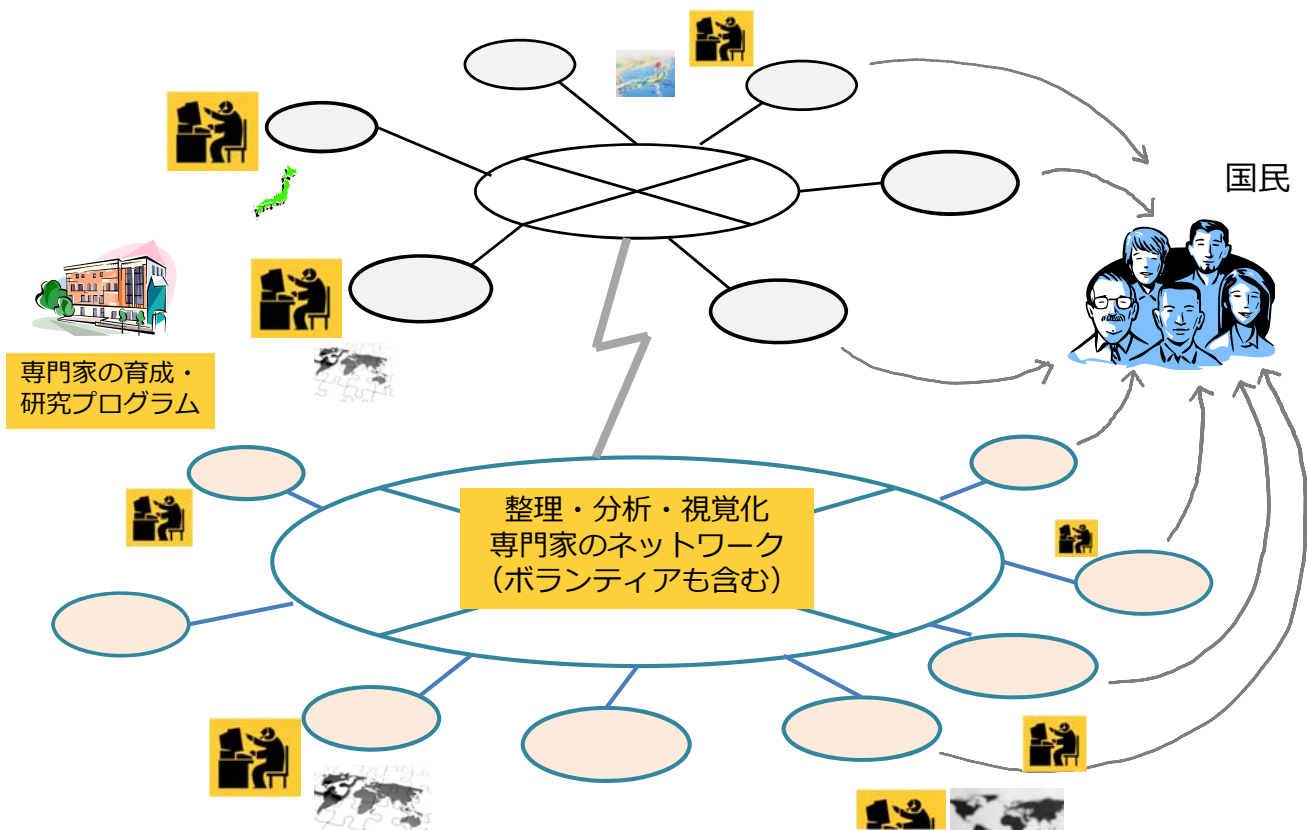 国民
専門家の育成・
研究プログラム
整理・分析・視覚化
専門家のネットワーク
（ボランティアも含む）